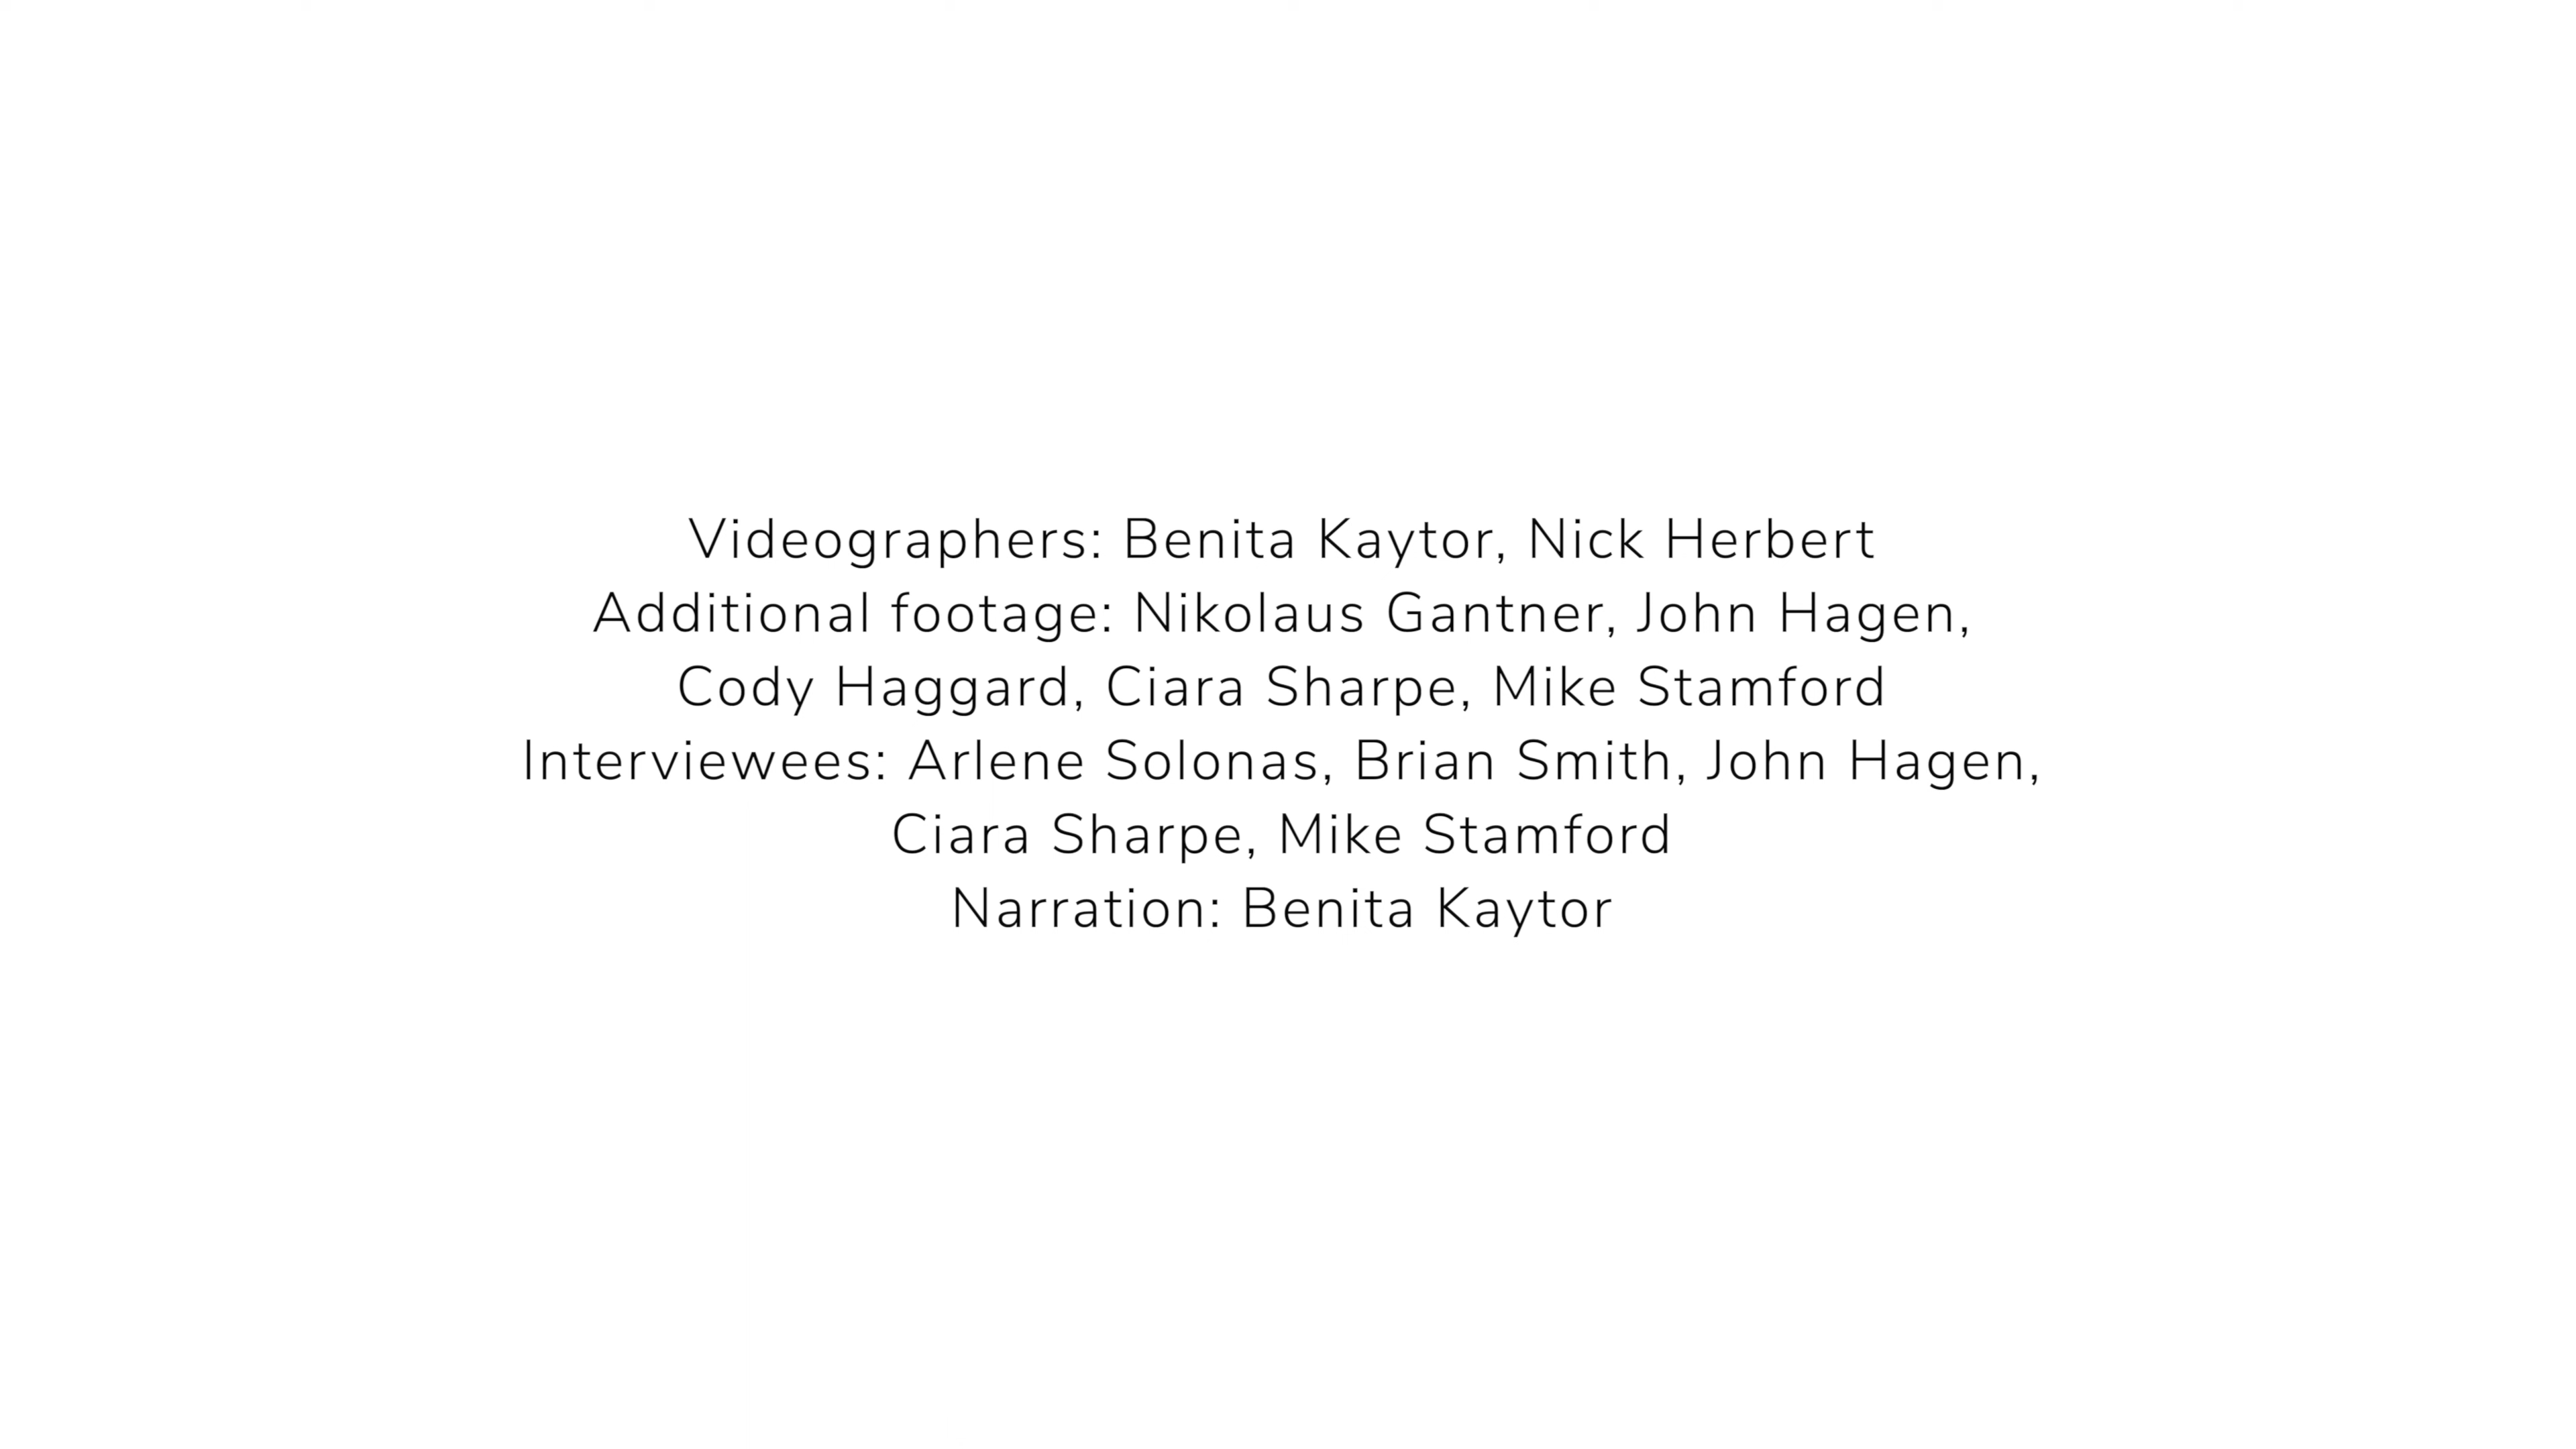 Videographers: Benita Kaytor, Nick Herbert
Additional footage: Nikolaus Gantner, John Hagen,
Cody Haggard, Ciara Sharpe, Mike Stamford
Interviewees: Arlene Solonas, Brian Smith, John Hagen,
Ciara Sharpe, Mike Stamford
Narration: Benita Kaytor